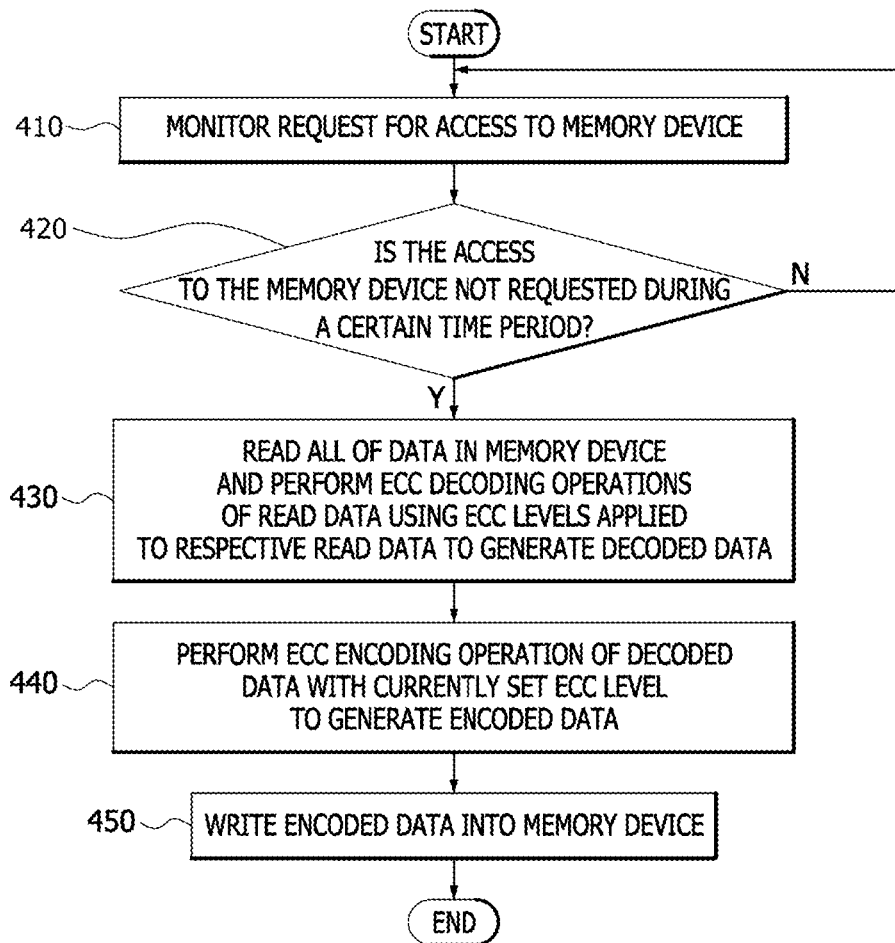 START
410
MONITOR REQUEST FOR ACCESS TO MEMORY DEVICE
420
IS THE ACCESS
TO THE MEMORY DEVICE NOT REQUESTED DURING
A CERTAIN TIME PERIOD?
N
Y
430
READ ALL OF DATA IN MEMORY DEVICE
AND PERFORM ECC DECODING OPERATIONS
OF READ DATA USING ECC LEVELS APPLIED
TO RESPECTIVE READ DATA TO GENERATE DECODED DATA
440
PERFORM ECC ENCODING OPERATION OF DECODED
DATA WITH CURRENTLY SET ECC LEVEL
TO GENERATE ENCODED DATA
450
WRITE ENCODED DATA INTO MEMORY DEVICE
END